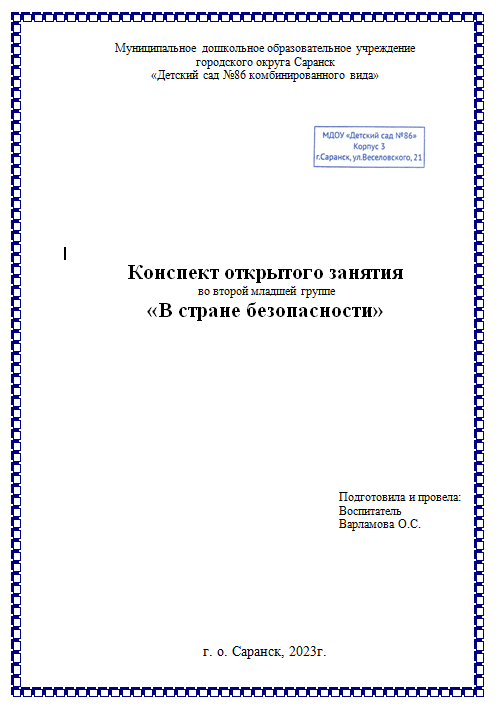 Муниципальное дошкольное образовательное учреждение
городского округа Саранск
«Детский сад №86 комбинированного вида»
МДОУ «Детский сад №86»
Корпус 3
г.Саранск, ул.Веселовского, 21
Конспект открытого занятия
во второй младшей группе
«В стране безопасности»
Подготовила и провела:
Воспитатель
Варламова О.С.
г. о. Саранск, 2023г.